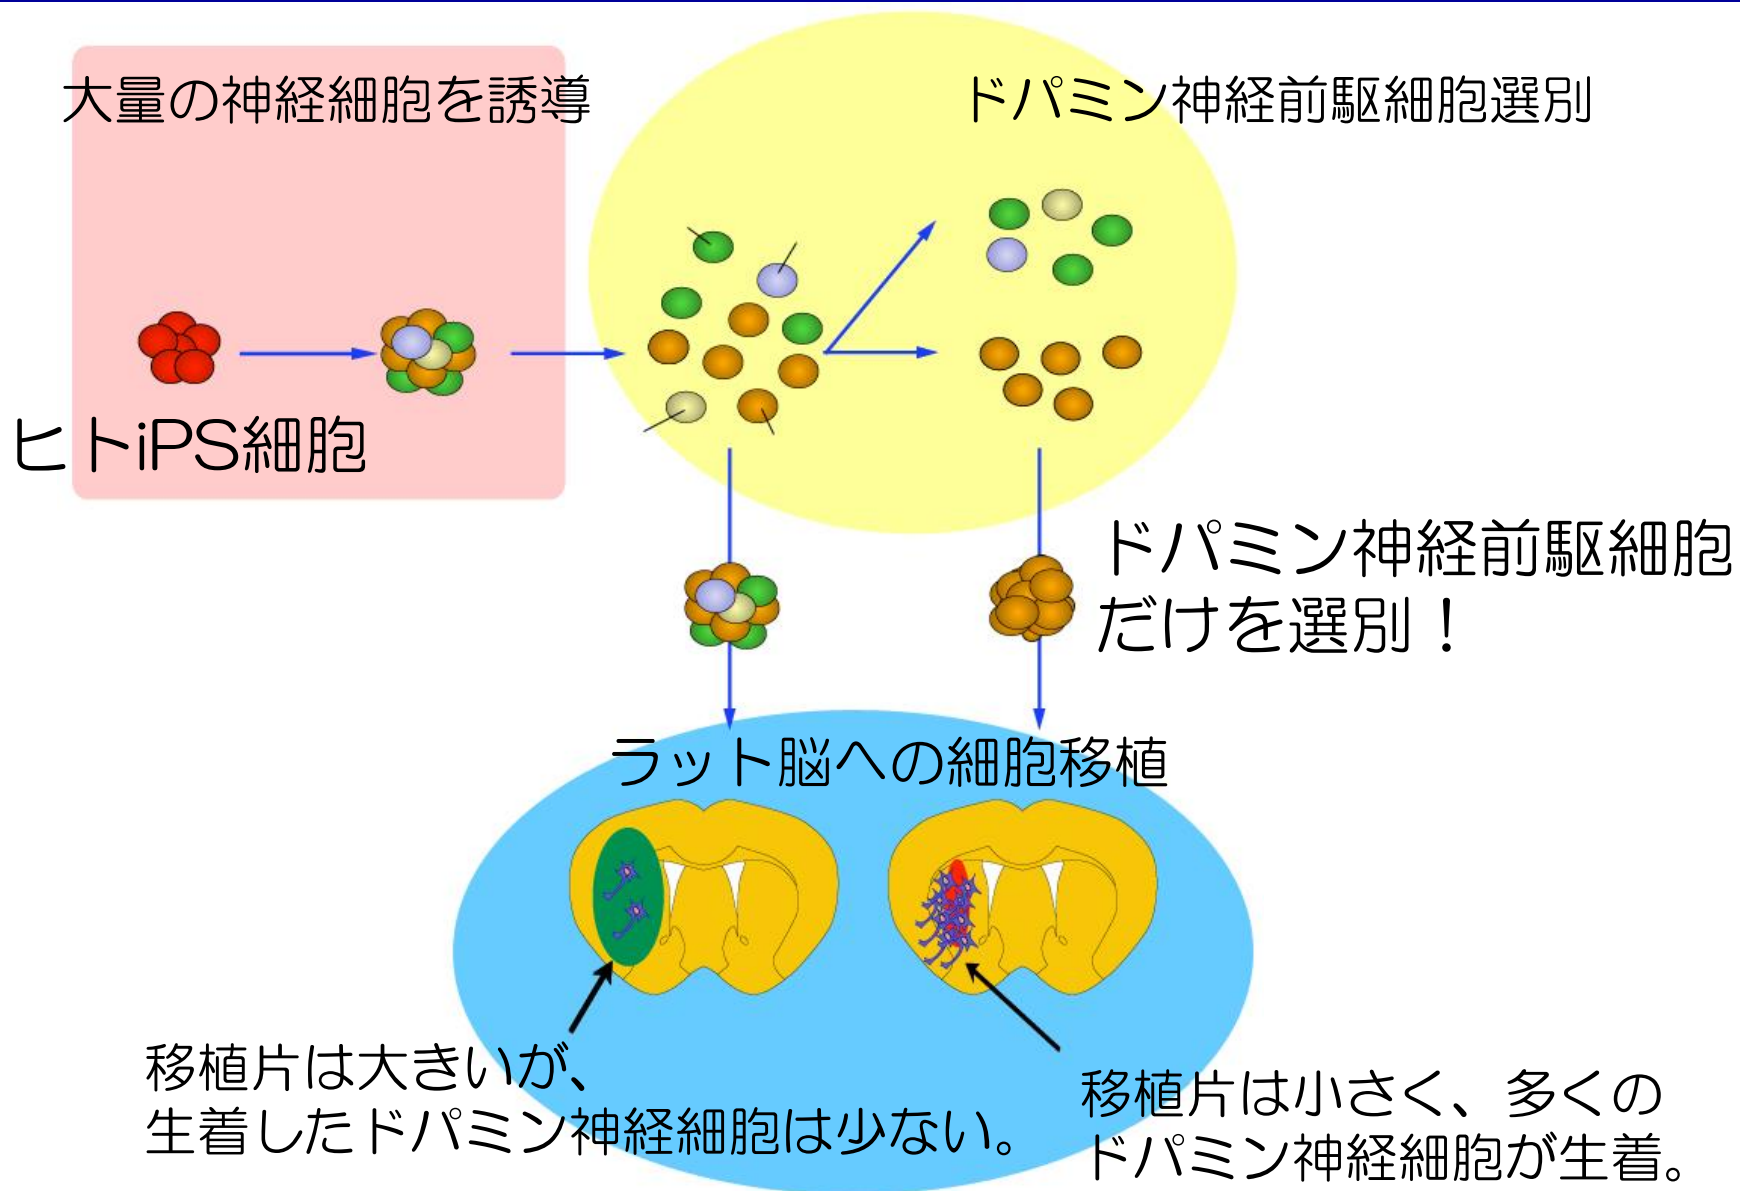 大量の神経細胞を誘導
ドパミン神経前駆細胞選別
ヒトiPS細胞
ドパミン神経前駆細胞
だけを選別！
ラット脳への細胞移植
移植片は大きいが、
生着したドパミン神経細胞は少ない。
移植片は小さく、多くの
ドパミン神経細胞が生着。